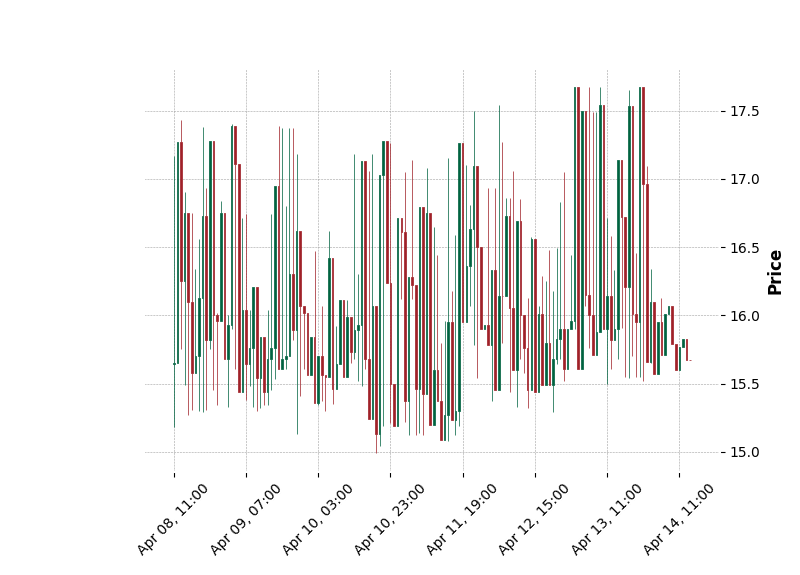 17.5
17.0
16.5
16.0
15.5
15.0
Price
Apr 08, 11:00
Apr 09, 07:00
Apr 10, 03:00
Apr 10, 23:00
Apr 11, 19:00
Apr 12, 15:00
Apr 13, 11:00
Apr 14, 11:00